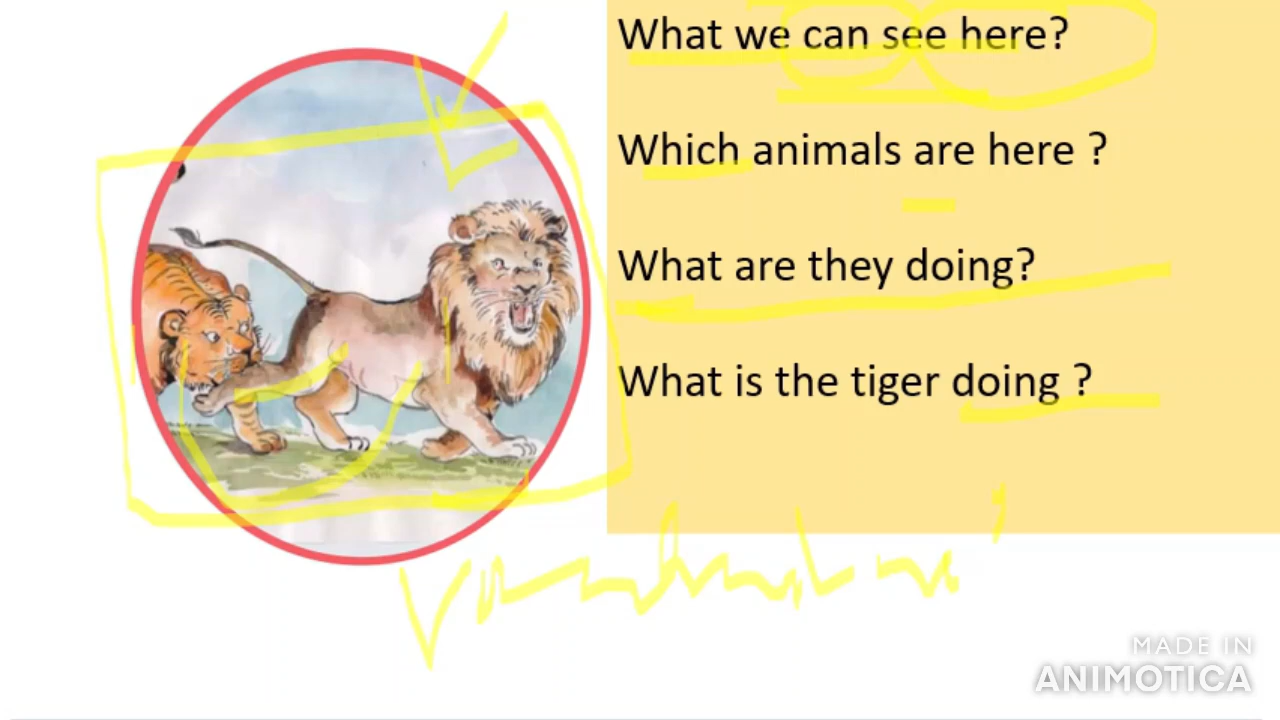 What we can see here?
Which animals are here ?
What are they doing?
What is the tiger doing ?
MADE IN
ANIMOTICA